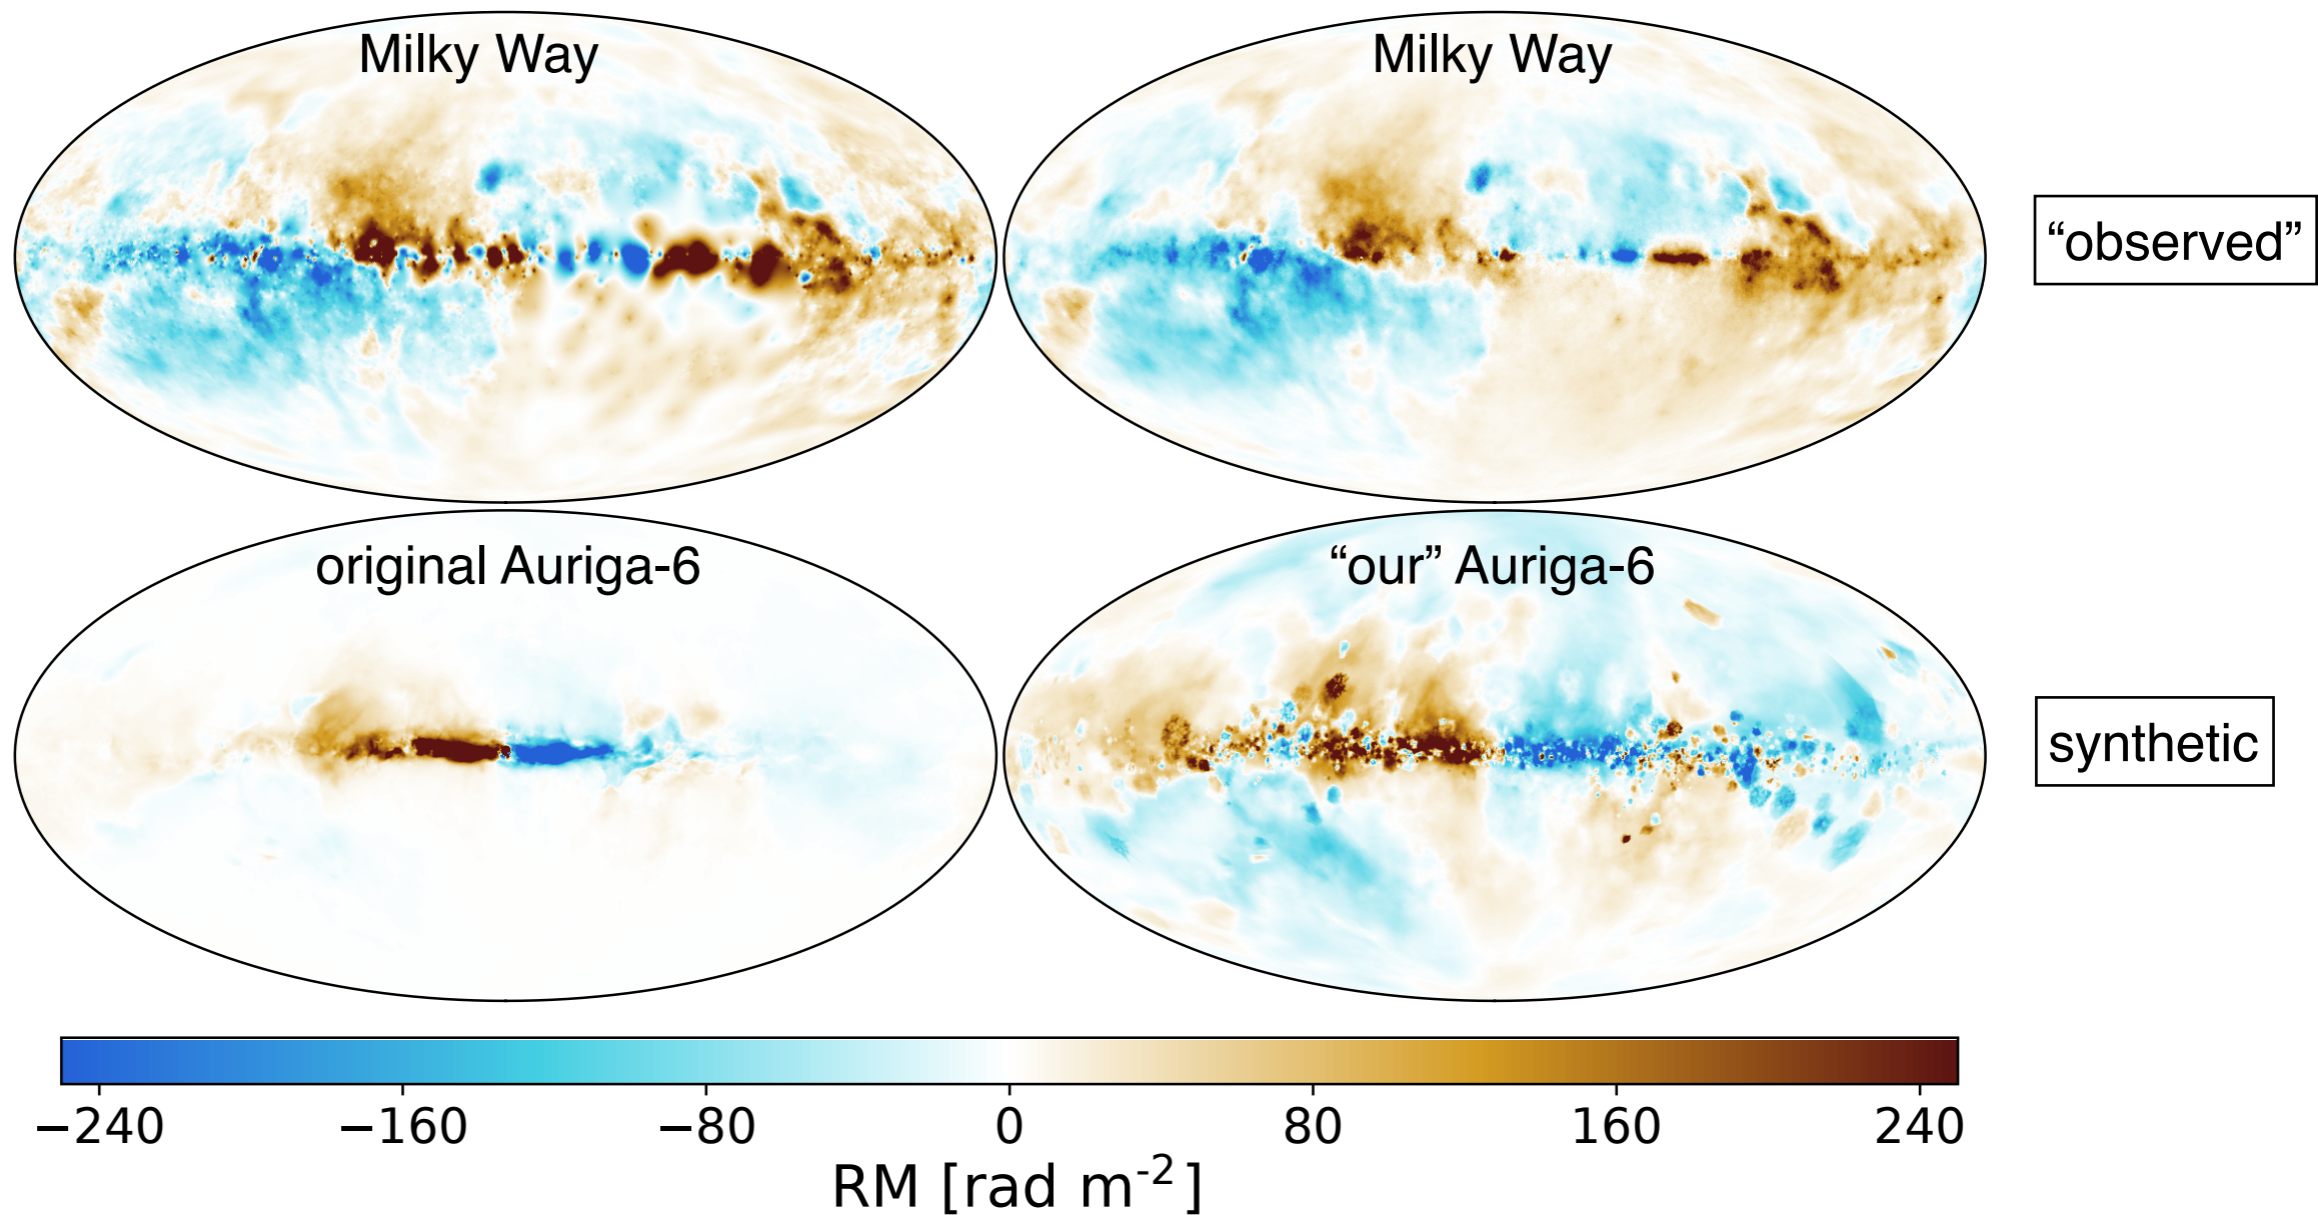 Milky Way
Milky Way
“observed”
original Auriga-6
“our” Auriga-6
synthetic
−240 −160 −80 0 80 160 240
RM [rad m⁻²]